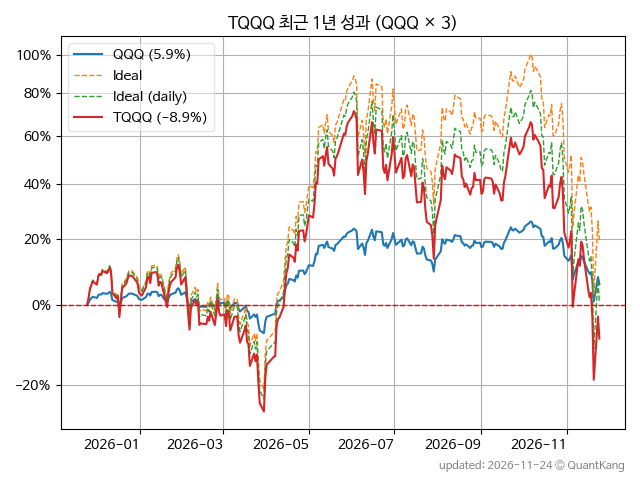 TQQQ 최근 1년 성과 (QQQ × 3)
QQQ (5.9%)
Ideal
Ideal (daily)
TQQQ (−8.9%)
100%
80%
60%
40%
20%
0%
−20%
2026−01
2026−03
2026−05
2026−07
2026−09
2026−11
updated: 2026−11−24 © QuantKang